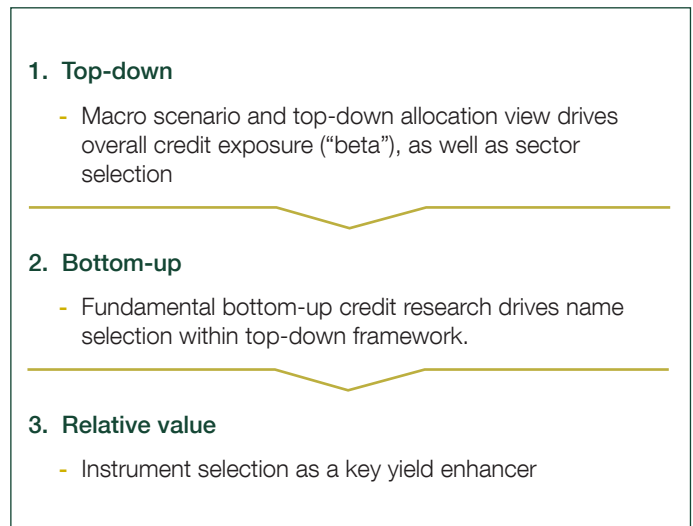 1. Top-down
- Macro scenario and top-down allocation view drives
overall credit exposure (“beta”), as well as sector
selection
2. Bottom-up
- Fundamental bottom-up credit research drives name
selection within top-down framework.
3. Relative value
- Instrument selection as a key yield enhancer